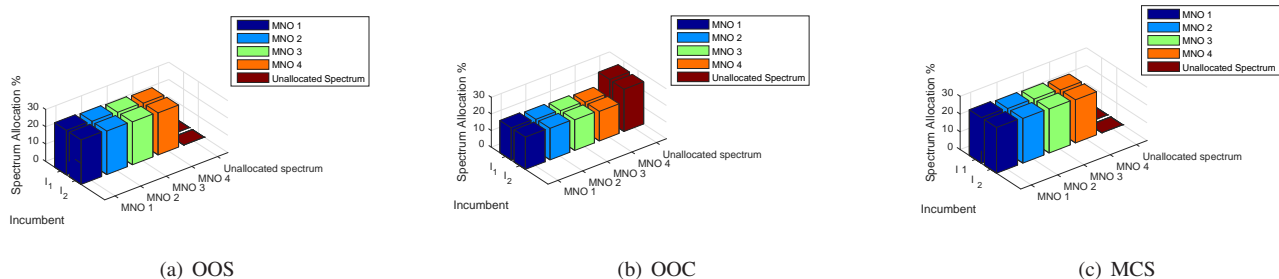 MNO 1
MNO 2
MNO 3
MNO 4
Unallocated Spectrum
Spectrum Allocation %
30
20
10
0
I1
I2
Incumbent
MNO 1
MNO 2
MNO 3
MNO 4
Unallocated spectrum
(a) OOS
MNO 1
MNO 2
MNO 3
MNO 4
Unallocated Spectrum
Spectrum Allocation %
30
20
10
0
I1
I2
Incumbent
MNO 1
MNO 2
MNO 3
MNO 4
Unallocated spectrum
(b) OOC
MNO 1
MNO 2
MNO 3
MNO 4
Unallocated Spectrum
Spectrum Allocation %
30
20
10
0
I 1
I 2
Incumbent
MNO 1
MNO 2
MNO 3
MNO 4
Unallocated spectrum
(c) MCS